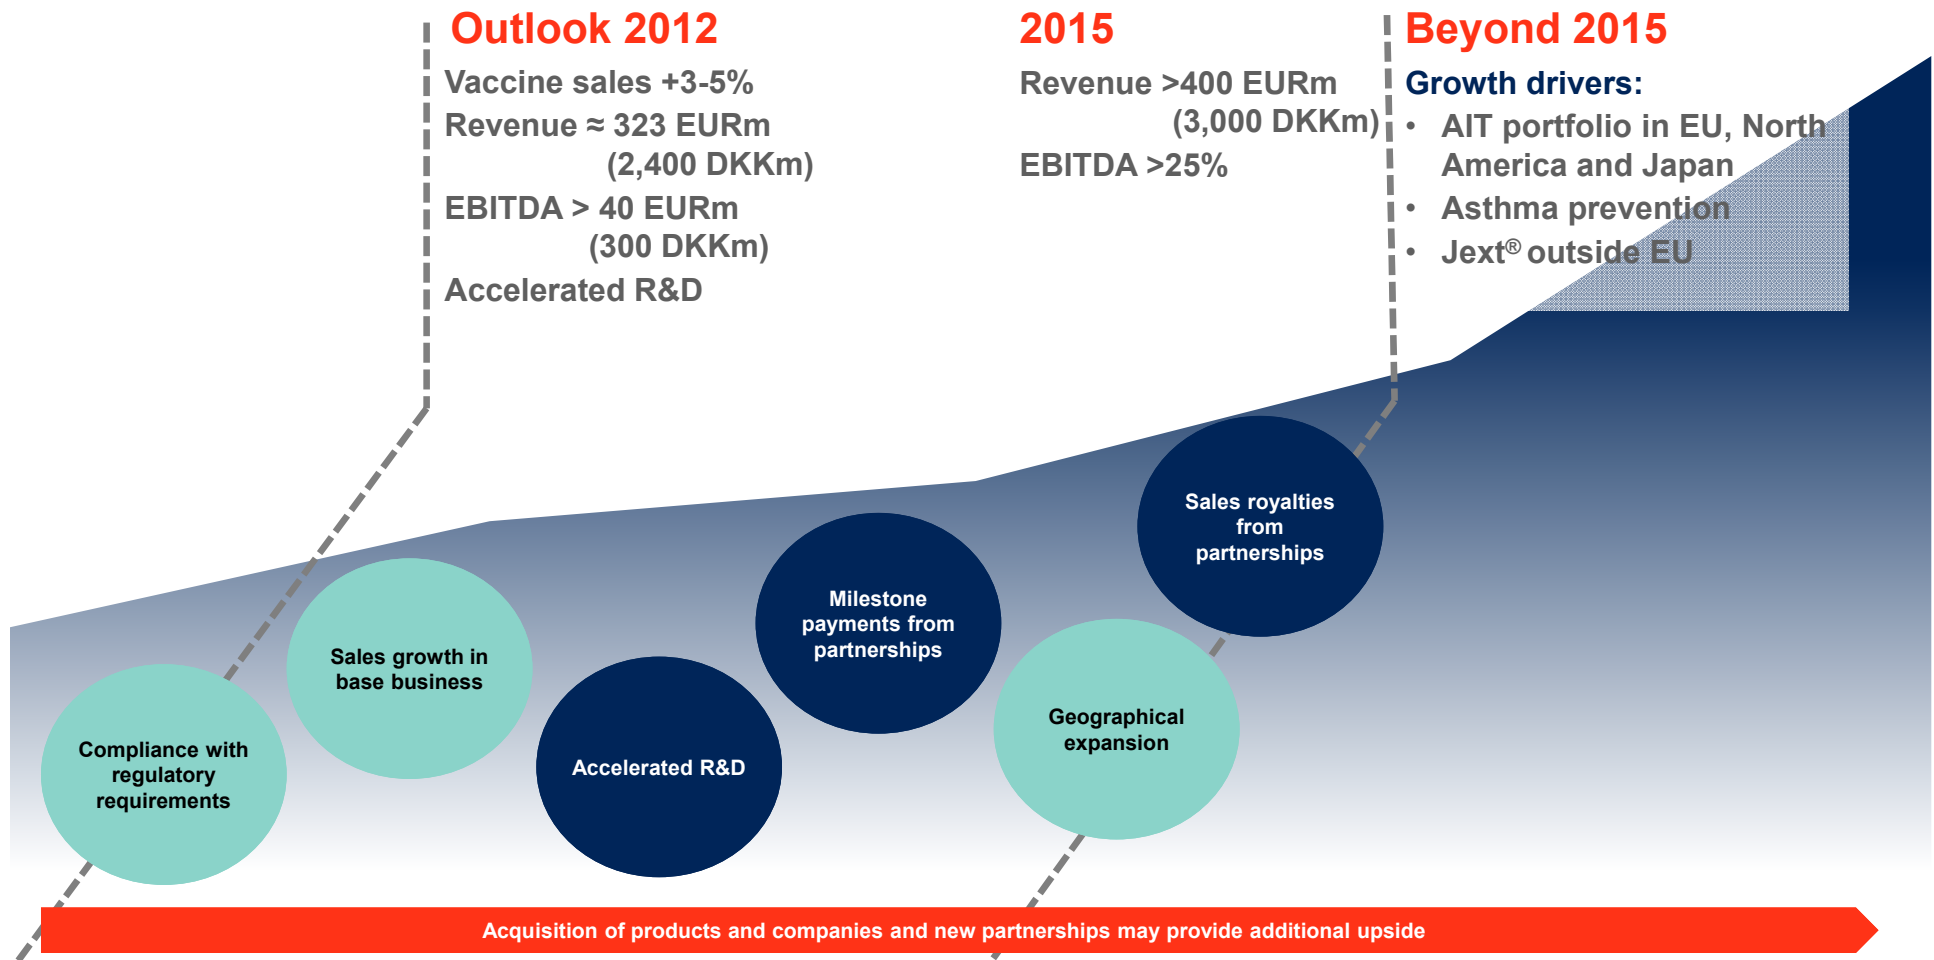 Outlook 2012
Vaccine sales +3-5%
Revenue ≈ 323 EURm
(2,400 DKKm)
EBITDA > 40 EURm
(300 DKKm)
Accelerated R&D
2015
Revenue >400 EURm
(3,000 DKKm)
EBITDA >25%
Beyond 2015
Growth drivers:
• AIT portfolio in EU, North
America and Japan
• Asthma prevention
• Jext® outside EU
Compliance with
regulatory
requirements
Sales growth in
base business
Accelerated R&D
Milestone
payments from
partnerships
Geographical
expansion
Sales royalties
from
partnerships
Acquisition of products and companies and new partnerships may provide additional upside